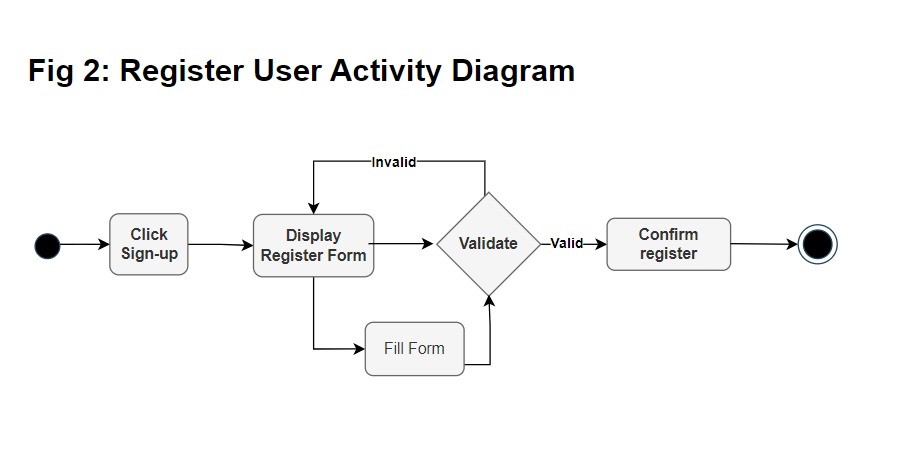 Fig 2: Register User Activity Diagram
Invalid
Click
Sign-up
Display
Register Form
Validate
Valid
Confirm
register
Fill Form